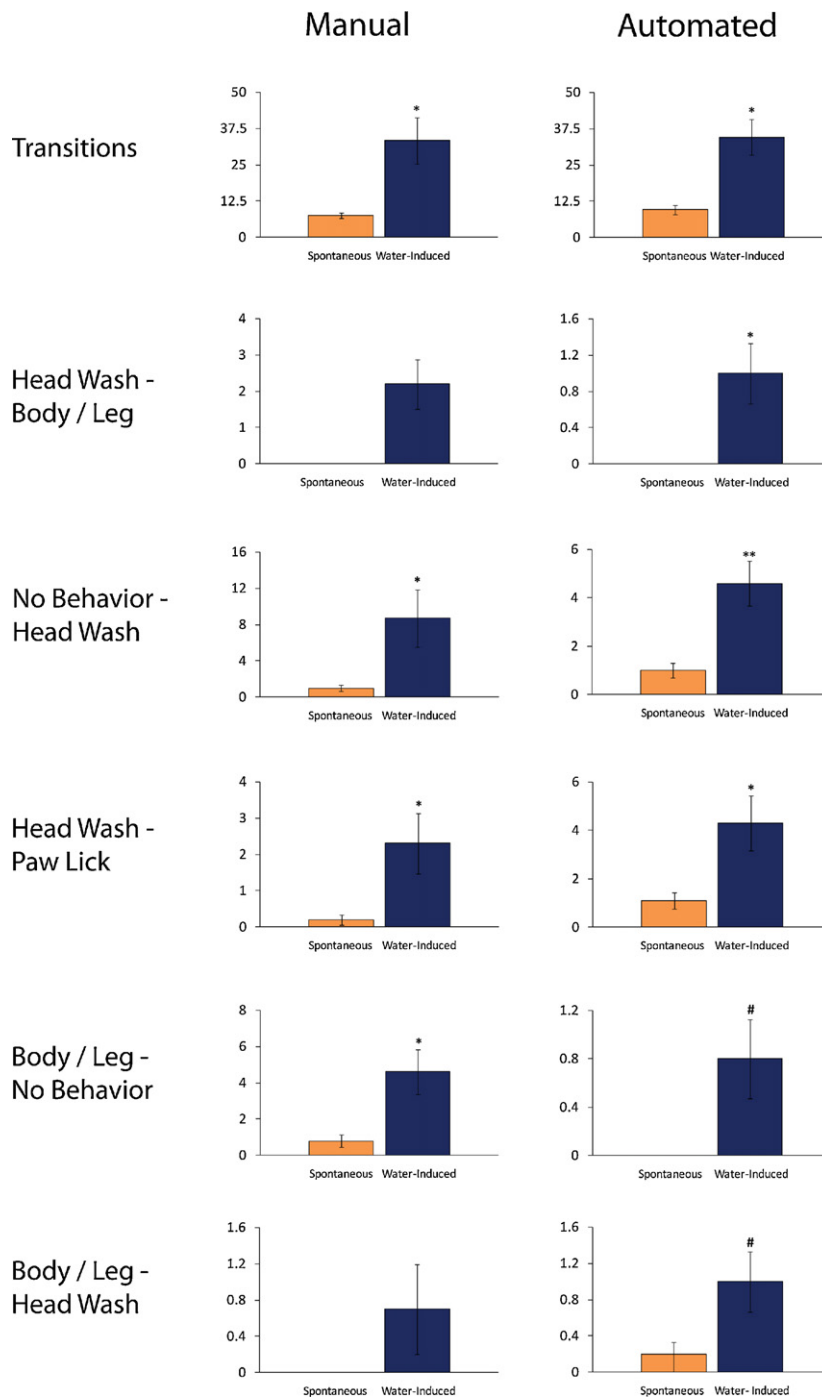 Manual Automated
Transitions
50 37.5 25 12.5 0
*
Spontaneous Water-Induced
50 37.5 25 12.5 0
*
Spontaneous Water-Induced
Head Wash -
Body / Leg
4 3 2 1 0
Spontaneous Water-Induced
1.6 1.2 0.8 0.4 0
*
Spontaneous Water-Induced
No Behavior -
Head Wash
16 12 8 4 0
*
Spontaneous Water-Induced
6 4 2 0
**
Spontaneous Water-Induced
Head Wash -
Paw Lick
4 3 2 1 0
*
Spontaneous Water-Induced
6 4 2 0
*
Spontaneous Water-Induced
Body / Leg -
No Behavior
8 6 4 2 0
*
Spontaneous Water-Induced
1.2 0.8 0.4 0
#
Spontaneous Water-Induced
Body / Leg -
Head Wash
1.6 1.2 0.8 0.4 0
Spontaneous Water-Induced
1.6 1.2 0.8 0.4 0
#
Spontaneous Water- Induced